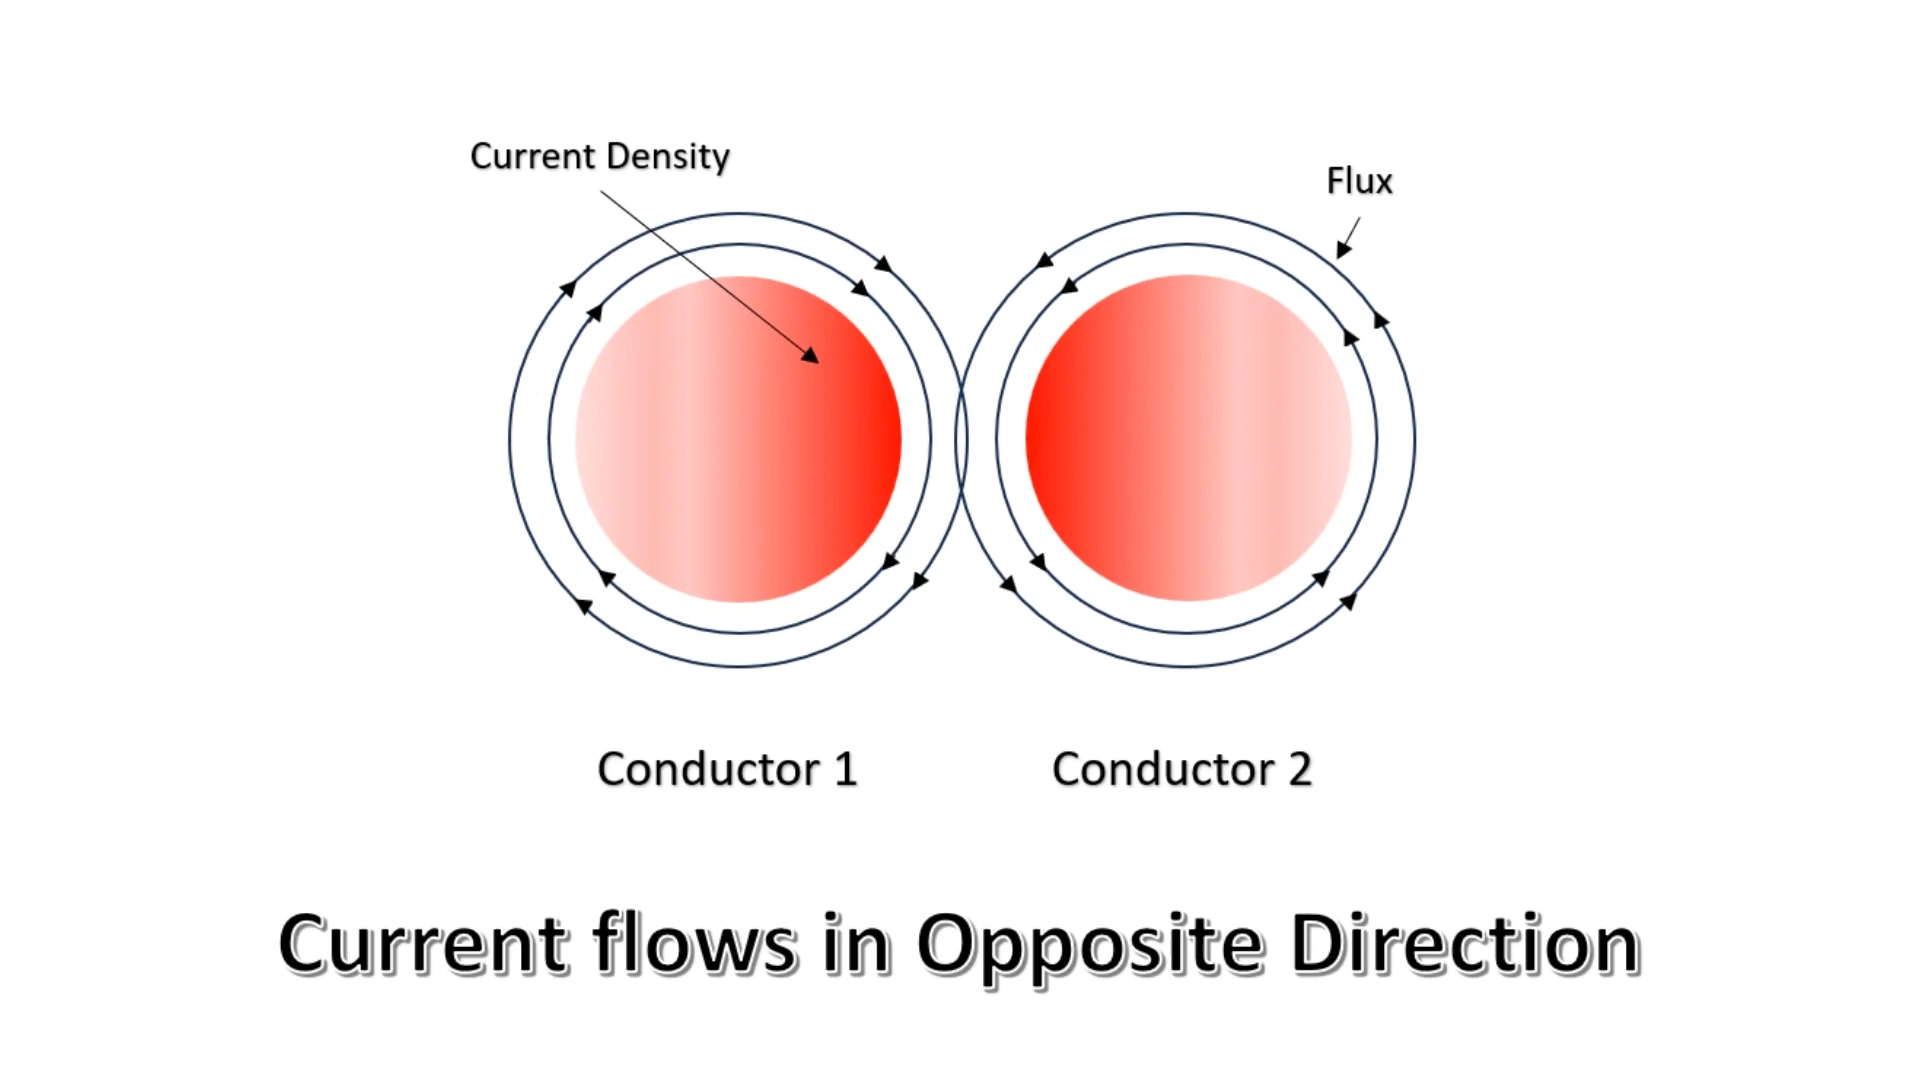 Current Density
Flux
Conductor 1
Conductor 2
Current flows in Opposite Direction